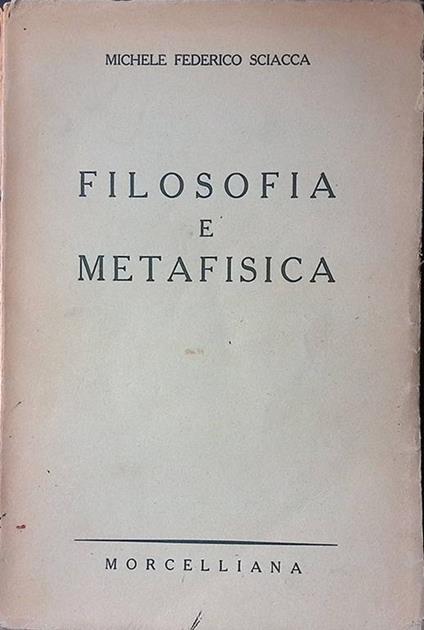 MICHELE FEDERICO SCIACCA
FILOSOFIA
E
METAFISICA
MORCELLIANA